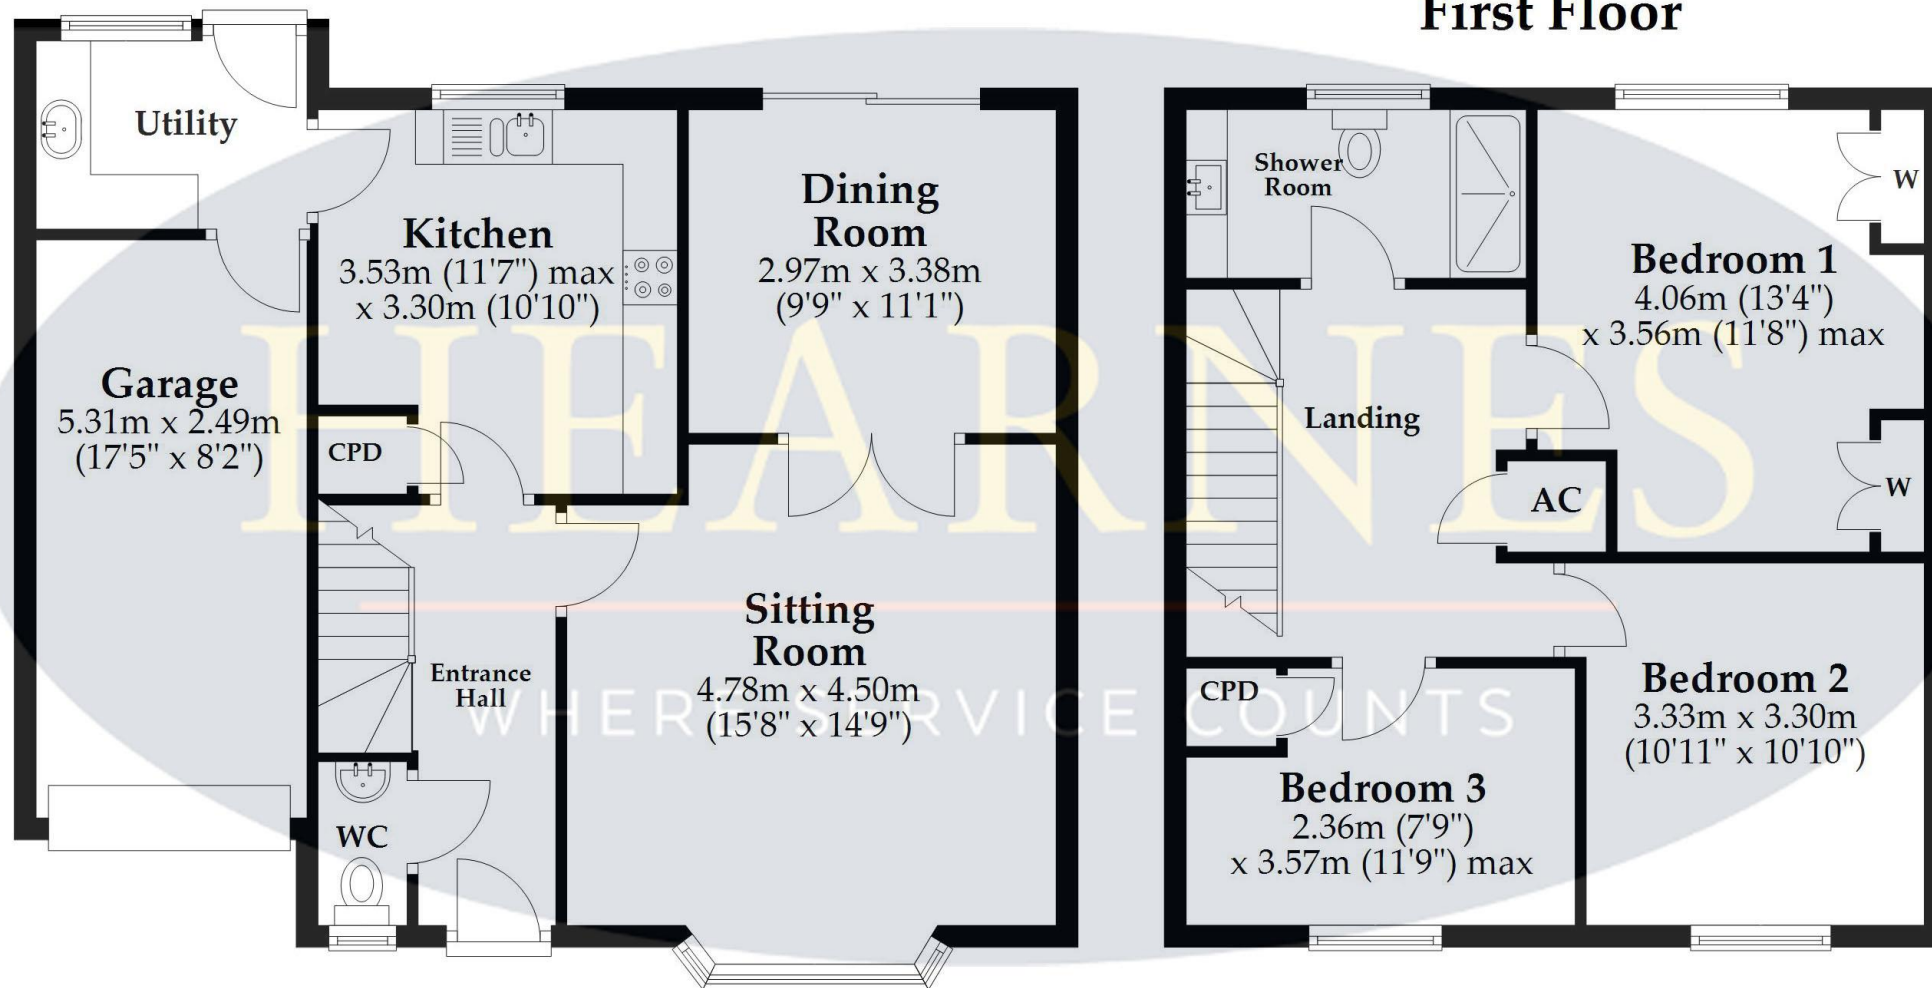 First Floor
Utility
Kitchen
3.53m (11'7") max
x 3.30m (10'10")
Dining
Room
2.97m x 3.38m
(9'9" x 11'1")
Garage
5.31m x 2.49m
(17'5" x 8'2")
CPD
Sitting
Room
4.78m x 4.50m
(15'8" x 14'9")
Entrance
Hall
WC
Shower
Room
Bedroom 1
4.06m (13'4")
x 3.56m (11'8") max
W
Landing
AC
W
CPD
Bedroom 2
3.33m x 3.30m
(10'11" x 10'10")
Bedroom 3
2.36m (7'9")
x 3.57m (11'9") max
HEARNES
WHERE SERVICE COUNTS